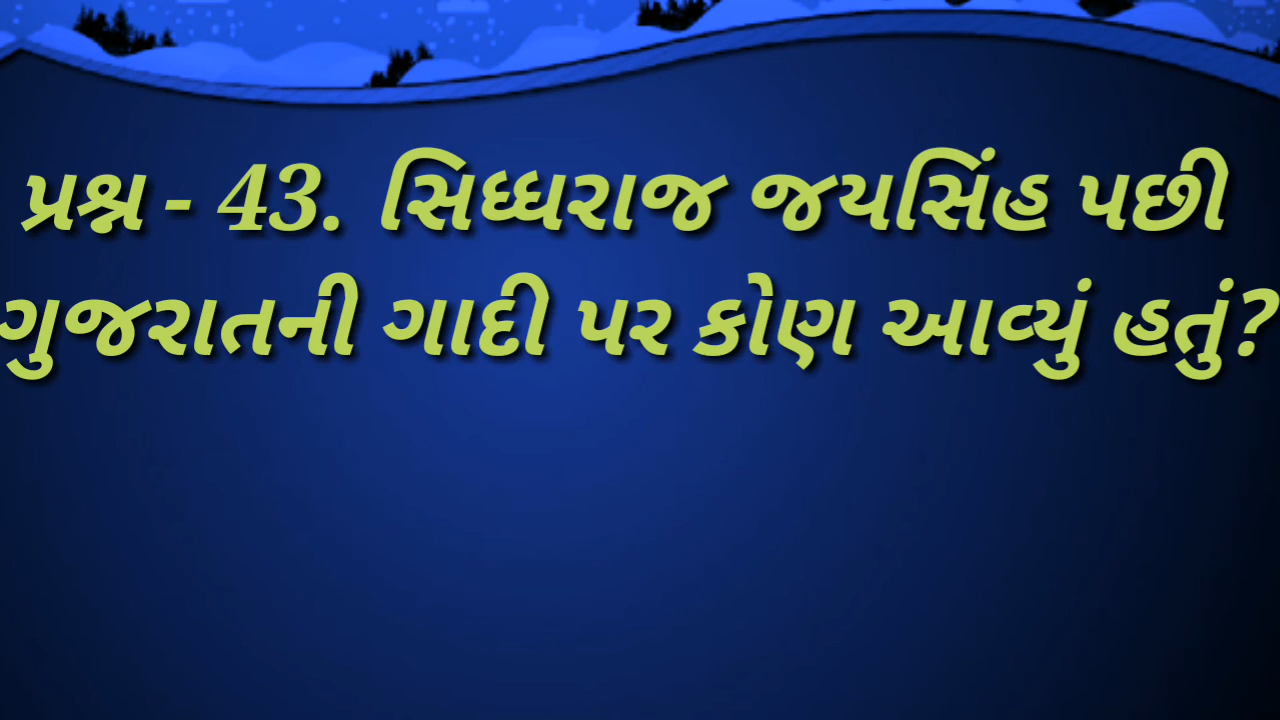 પ્રશ્ન - 43. સિધ્ધરાજ જયસિંહ પછી
ગુજરાતની ગાદી પર કોણ આવ્યું હતું?